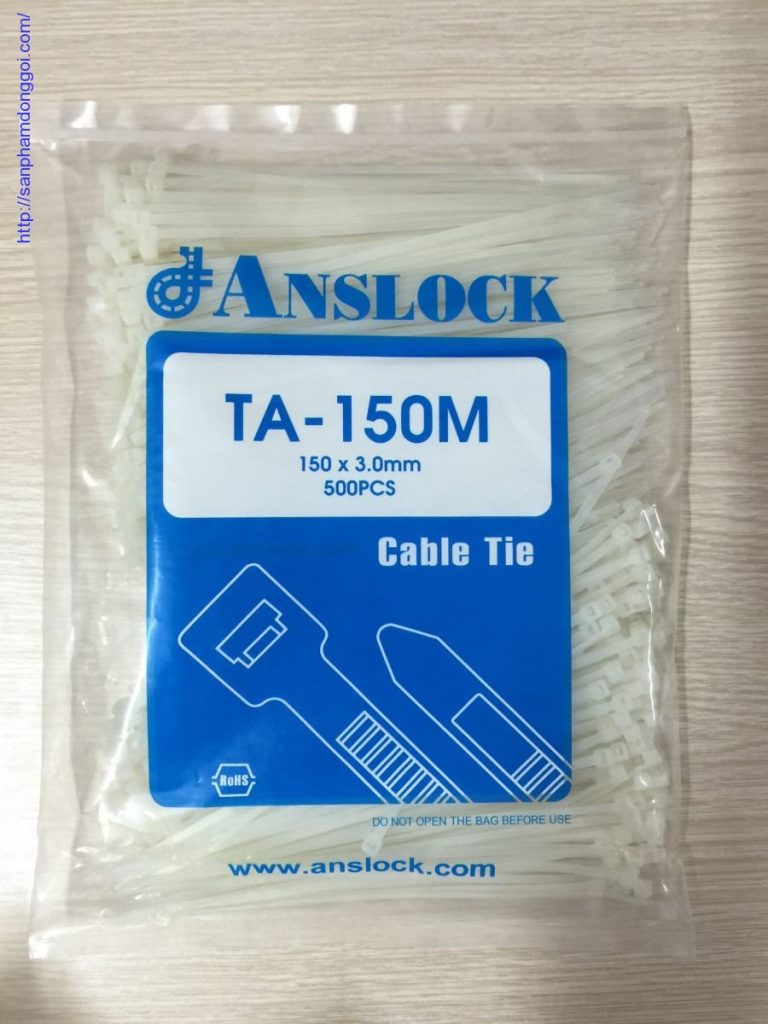 http://sanphamdonggoi.com/
ANSLOCK
TA-150M
150 x 3.0mm
500PCS
Cable Tie
RoHS
DO NOT OPEN THE BAG BEFORE USE
www.anslock.com